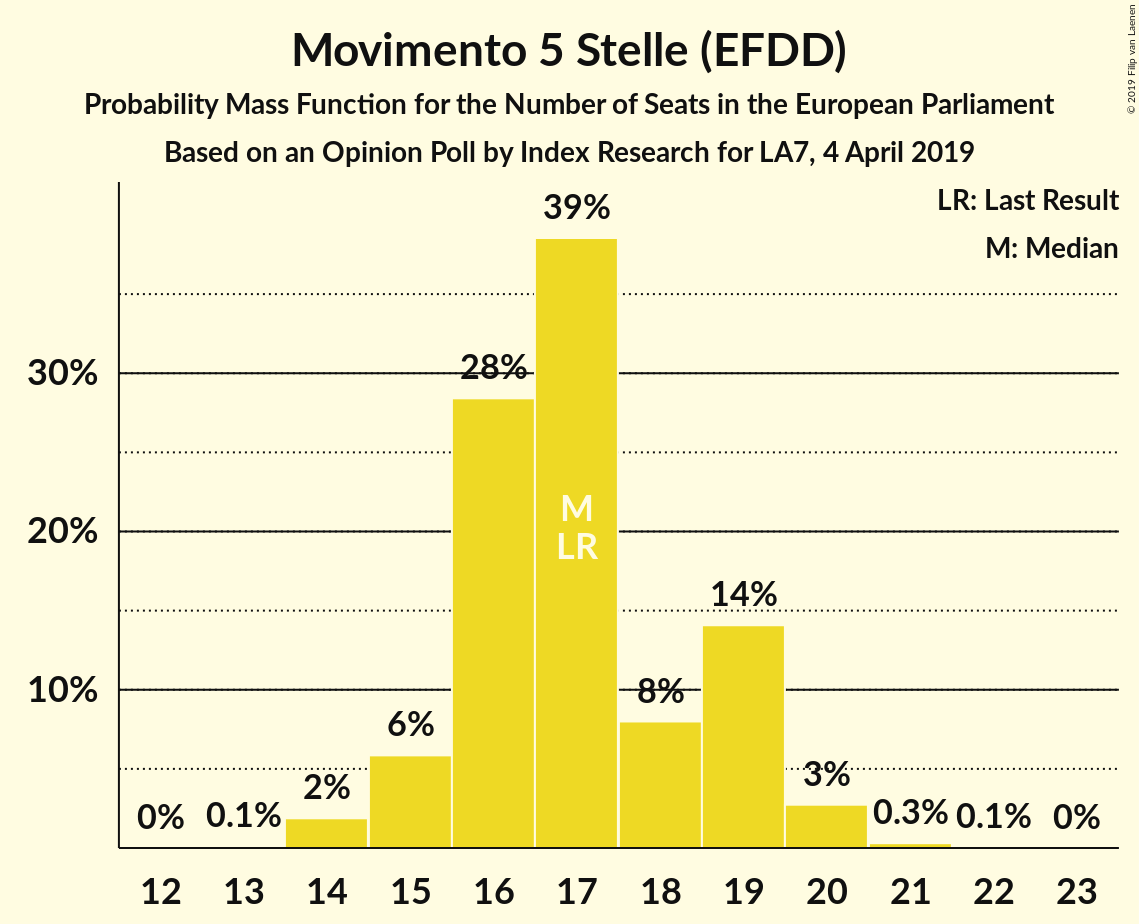 Movimento 5 Stelle (EFDD)
Probability Mass Function for the Number of Seats in the European Parliament
Based on an Opinion Poll by Index Research for LA7, 4 April 2019
© 2019 Filip van Laenen
LR: Last Result
M: Median
39%
30%
28%
M
LR
20%
14%
10%
8%
6%
3%
2%
0%
0.1%
0.3%
0.1%
0%
12 13 14 15 16 17 18 19 20 21 22 23